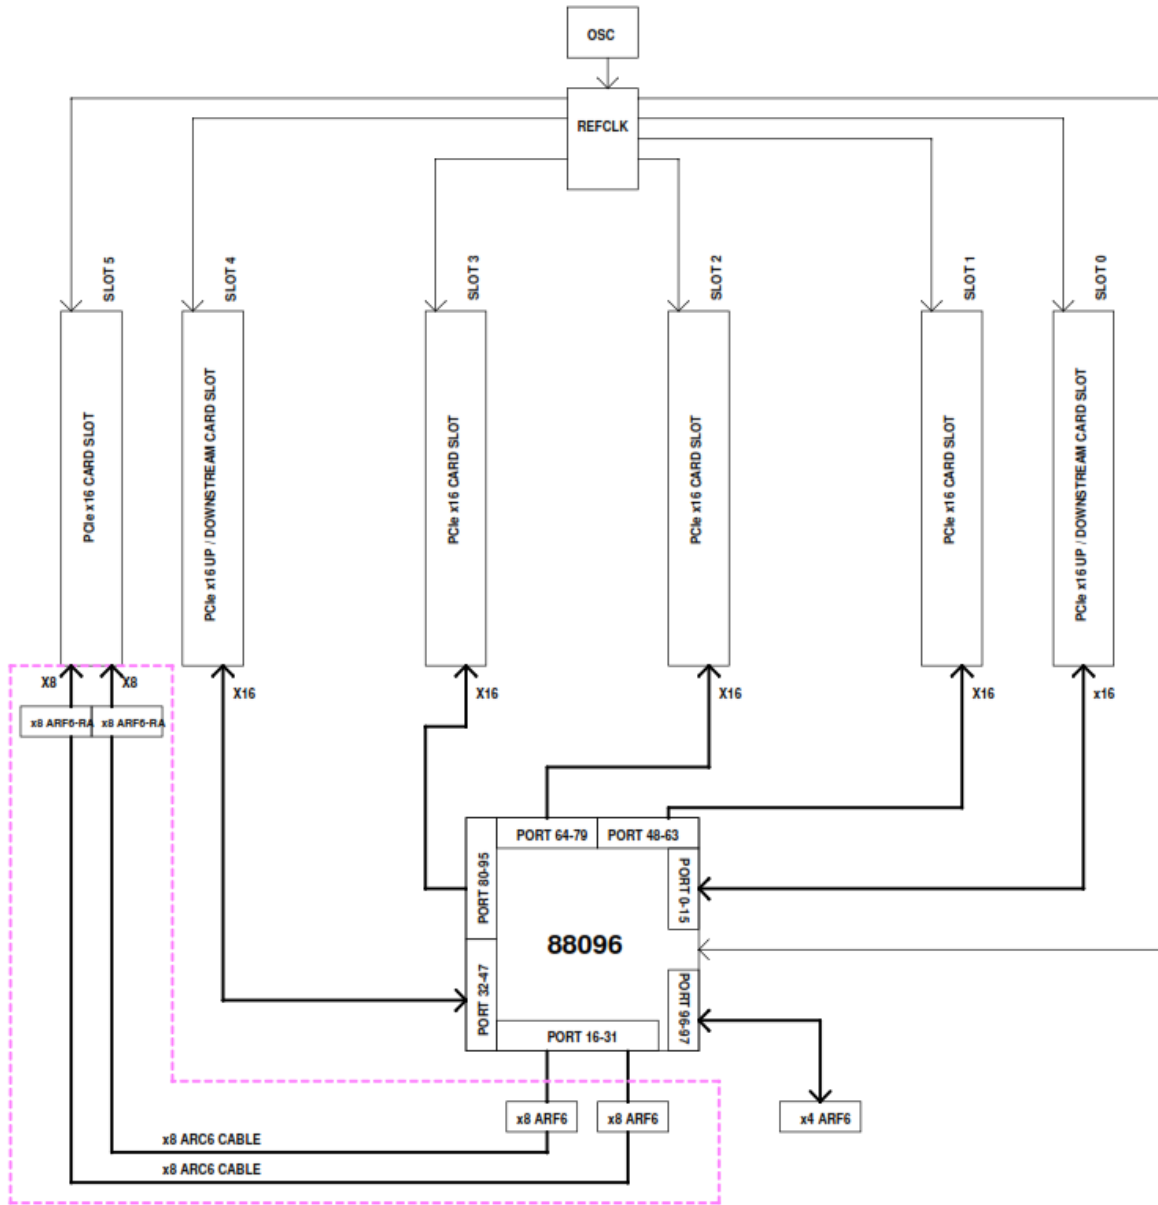 OSC
REFCLK
SLOT 5
SLOT 4
SLOT 3
SLOT 2
SLOT 1
SLOT 0
PCIe x16 CARD SLOT
PCIe x16 UP / DOWNSTREAM CARD SLOT
PCIe x16 CARD SLOT
PCIe x16 CARD SLOT
PCIe x16 CARD SLOT
PCIe x16 UP / DOWNSTREAM CARD SLOT
X8
X8
X16
X16
X16
X16
x16
x8 ARF6-RA
x8 ARF6-RA
PORT 64-79
PORT 48-63
PORT 80-95
PORT 0-15
88096
PORT 32-47
PORT 96-97
PORT 16-31
x8 ARF6
x8 ARF6
x4 ARF6
x8 ARC6 CABLE
x8 ARC6 CABLE